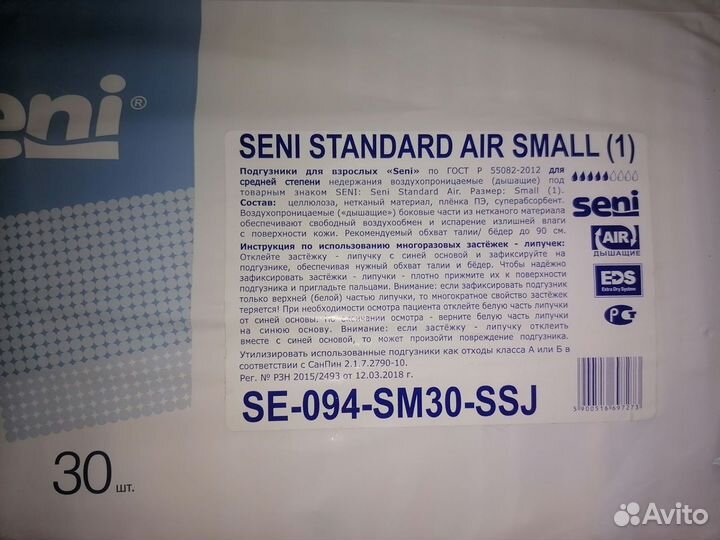 eni®
SENI STANDARD AIR SMALL (1)
Подгузники для взрослых «Seni» по ГОСТ Р 55082-2012 для
средней степени недержания воздухопроницаемые (дышащие) под
товарным знаком SENI: Seni Standard Air. Размер: Small (1).
Состав: целлюлоза, нетканый материал, плёнка ПЭ, суперабсорбент.
Воздухопроницаемые («дышащие») боковые части из нетканого материала
обеспечивают свободный воздухообмен и испарение излишней влаги
с поверхности кожи. Рекомендуемый обхват талии/ бёдер до 90 см.
Инструкция по использованию многоразовых застёжек - липучек:
Отклейте застёжку - липучку с синей основой и зафиксируйте на
подгузнике, обеспечивая нужный обхват талии и бёдер. Чтобы надёжно
зафиксировать застёжки - липучки - плотно прижмите их к поверхности
подгузника и пригладьте пальцами. Внимание: если зафиксировать подгузник
только верхней (белой) частью липучки, то многократное свойство застёжек
теряется! При необходимости осмотра пациента отклейте белую часть липучки
от синей основы. По окончании осмотра - верните белую часть липучки
на синюю основу. Внимание: если застёжку - липучку отклеить
вместе с синей основой, то может произойти повреждение подгузника.
Утилизировать использованные подгузники как отходы класса А или Б в
соответствии с СанПин 2.1.7.2790-10.
Рег. № РЗН 2015/2493 от 12.03.2018 г.
SE-094-SM30-SSJ
seni
AIR
ДЫШАЩИЕ
EDS
Extra Dry System
РСТ
5 900516 697273
30 шт.
Avito